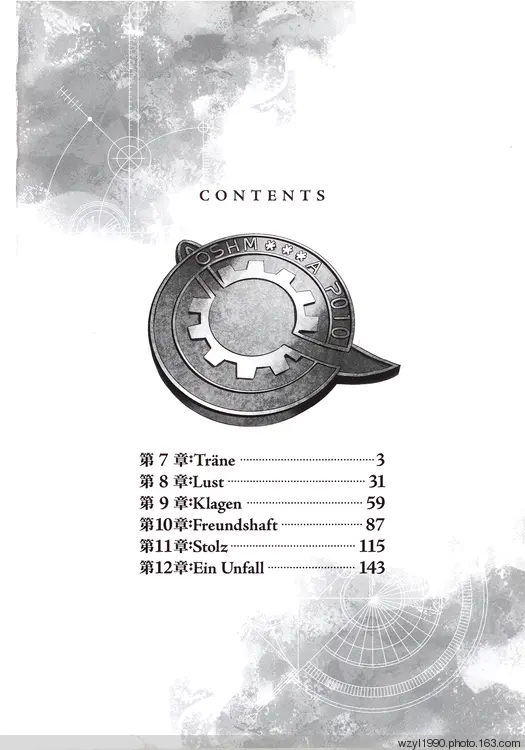 CONTENTS
OSHM***A P010
第7章:Träne 3
第8章:Lust 31
第9章:Klagen 59
第10章:Freundshaft 87
第11章:Stolz 115
第12章:Ein Unfall 143
wzyl1990.photo.163.com